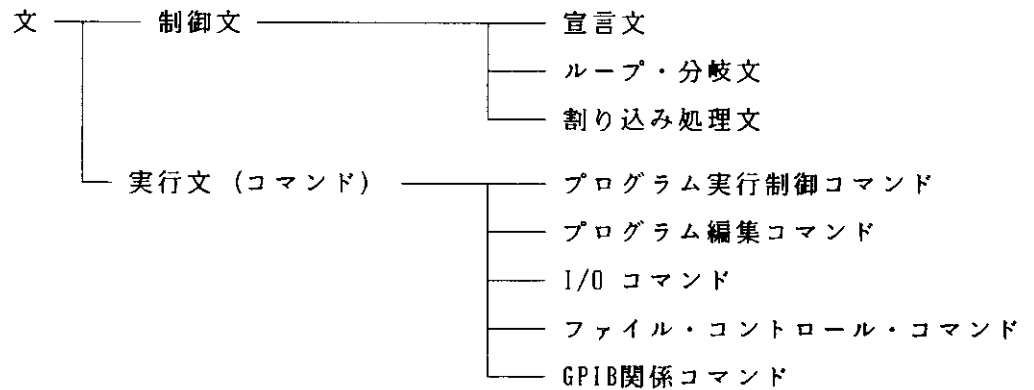 文 制御文 宣言文
ループ・分岐文
割り込み処理文
実行文 (コマンド) プログラム実行制御コマンド
プログラム編集コマンド
I/O コマンド
ファイル・コントロール・コマンド
GPIB関係コマンド